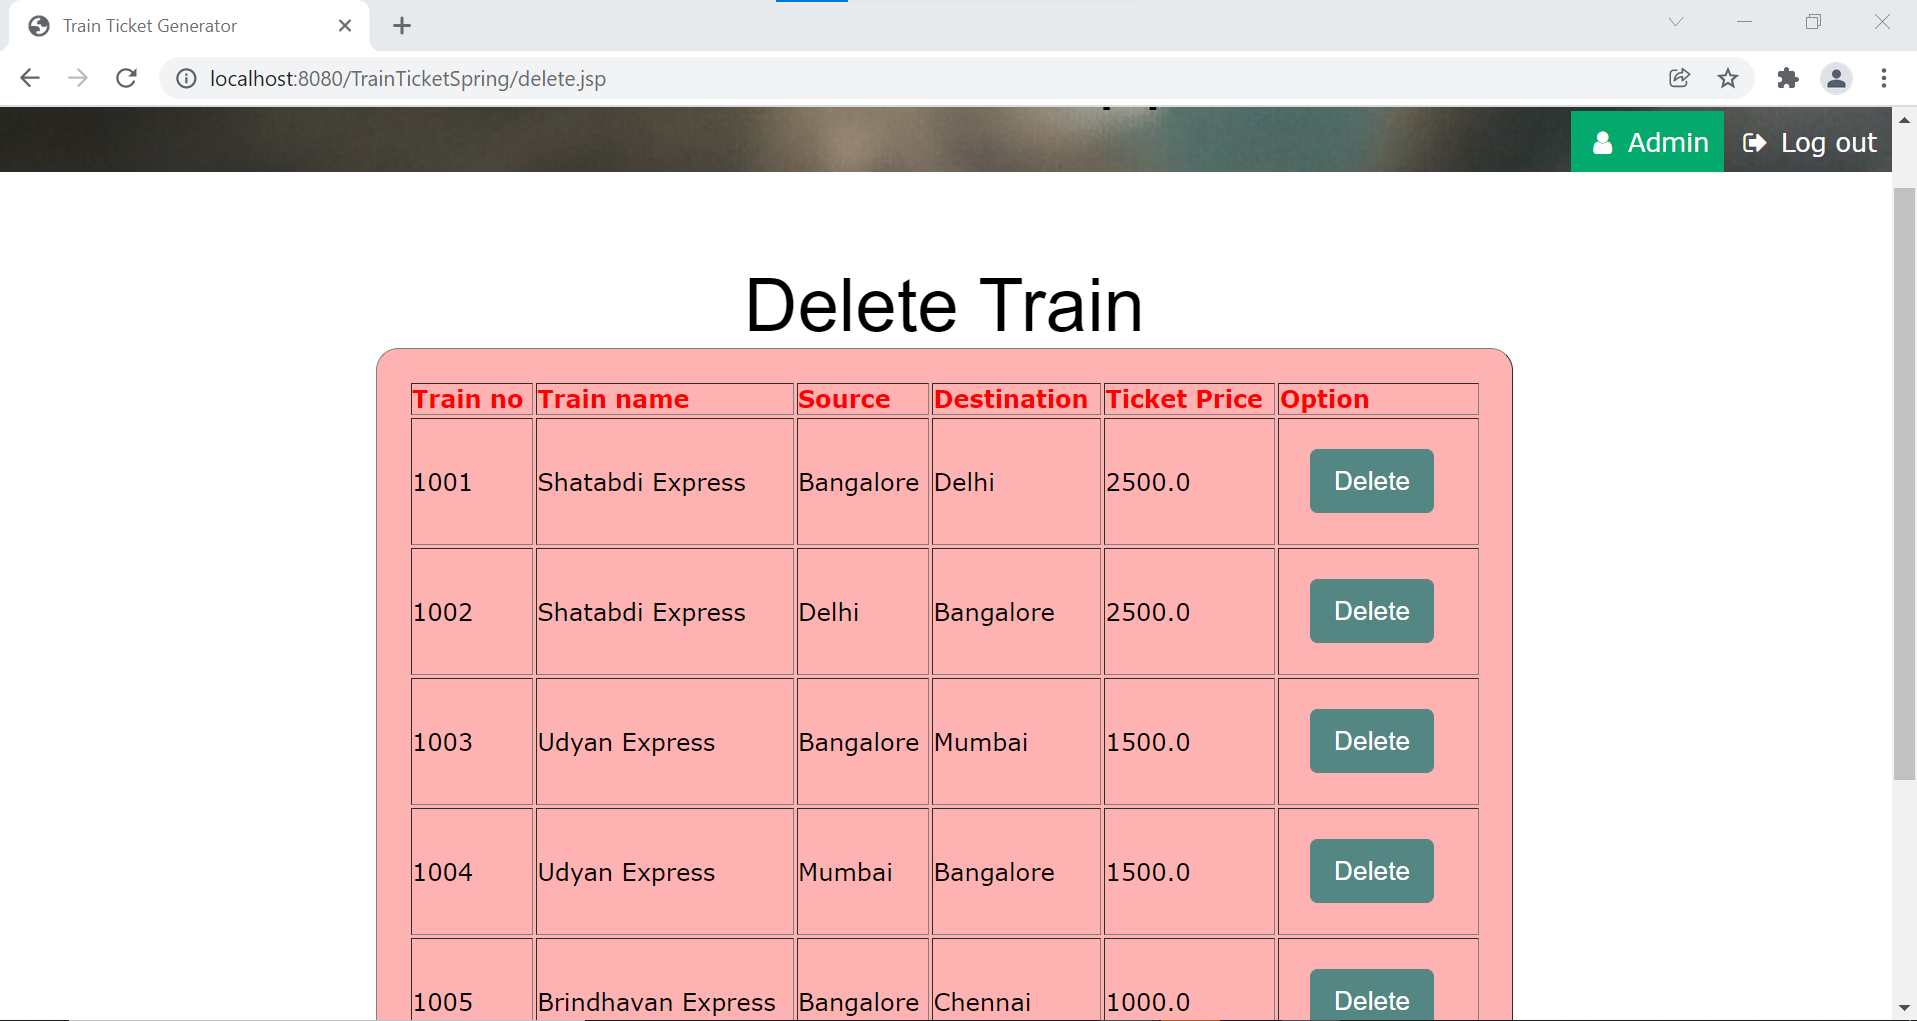 Train Ticket Generator
localhost:8080/TrainTicketSpring/delete.jsp
Admin Log out
Delete Train
Train no Train name Source Destination Ticket Price Option
1001 Shatabdi Express Bangalore Delhi 2500.0 Delete
1002 Shatabdi Express Delhi Bangalore 2500.0 Delete
1003 Udyan Express Bangalore Mumbai 1500.0 Delete
1004 Udyan Express Mumbai Bangalore 1500.0 Delete
1005 Brindhavan Express Bangalore Chennai 1000.0 Delete